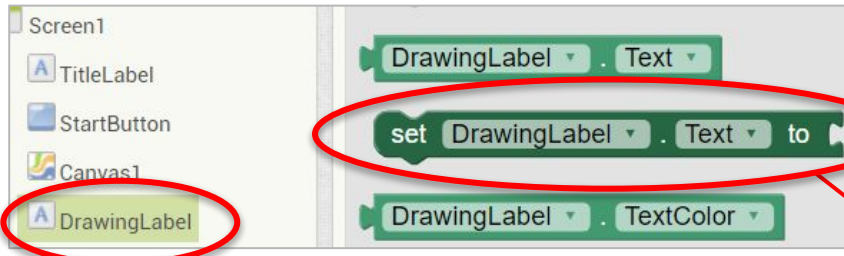 Screen1
TitleLabel
StartButton
Canvas1
DrawingLabel
DrawingLabel . Text
set DrawingLabel . Text to
DrawingLabel . TextColor